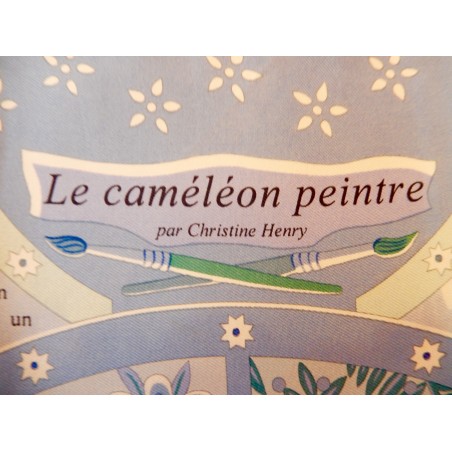 Le caméléon peintre
par Christine Henry
n
un